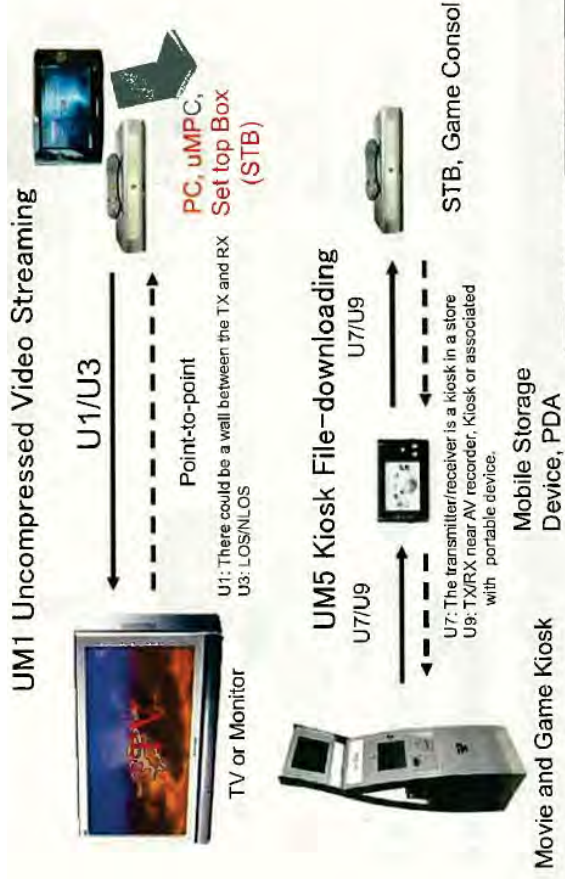 UM1 Uncompressed Video Streaming
U1/U3
Point-to-point
TV or Monitor
PC, uMPC,
Set top Box
(STB)
U1: There could be a wall between the TX and RX
U3: LOS/NLOS
UM5 Kiosk File-downloading
U7/U9
U7/U9
U7: The transmitter/receiver is a kiosk in a store
U9: TX/RX near AV recorder, Kiosk or associated
with portable device.
Movie and Game Kiosk
Mobile Storage
Device, PDA
STB, Game Consol